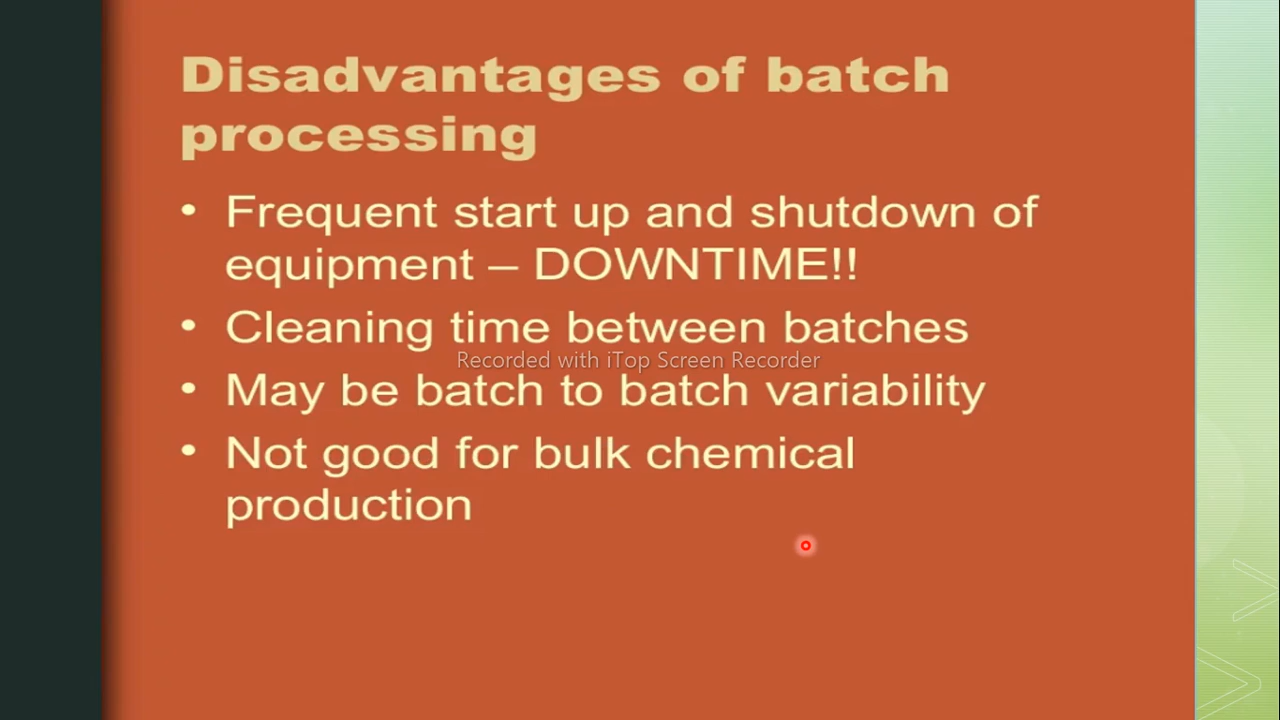 Disadvantages of batch
processing
• Frequent start up and shutdown of
equipment – DOWNTIME!!
• Cleaning time between batches
Recorded with iTop Screen Recorder
• May be batch to batch variability
• Not good for bulk chemical
production